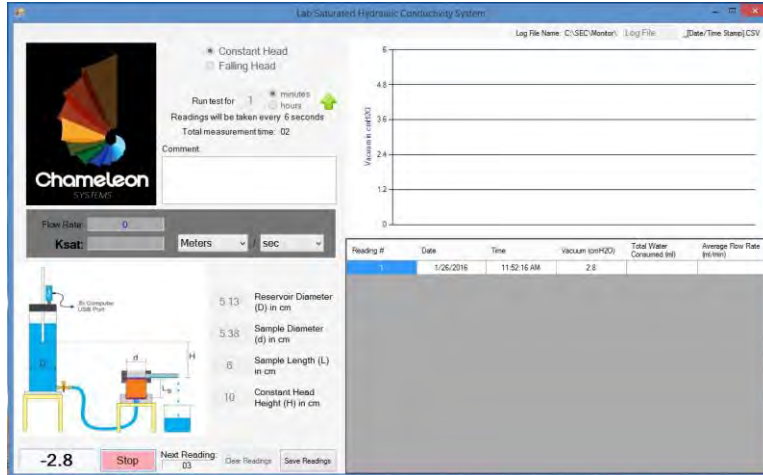 Lab Saturated Hydraulic Conductivity System
Log File Name: C:\SEC\Monitor\ Log File _[Date/Time Stamp].CSV
Constant Head
Falling Head
Run test for 1 minutes
hours
Readings will be taken every 6 seconds
Total measurement time: 02
Comment:
Chameleon
SYSTEMS
Flow Rate: 0
Ksat: Meters / sec
Vacuum in cmH2O
6
4.8
3.6
2.4
1.2
0
Reading # Date Time Vacuum (cmH2O) Total Water Consumed (ml) Average Flow Rate (ml/min)
1 1/26/2016 11:52:16 AM 2.8
To Computer
USB Port
D
d
H
L
5.13 Reservoir Diameter
(D) in cm
5.38 Sample Diameter
(d) in cm
6 Sample Length (L)
in cm
10 Constant Head
Height (H) in cm
-2.8 Stop Next Reading:
03
Clear Readings Save Readings